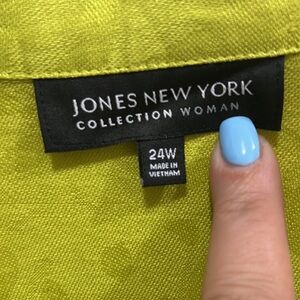 JONES NEW YORK
COLLECTION WOMAN
24W
MADE IN
VIETNAM